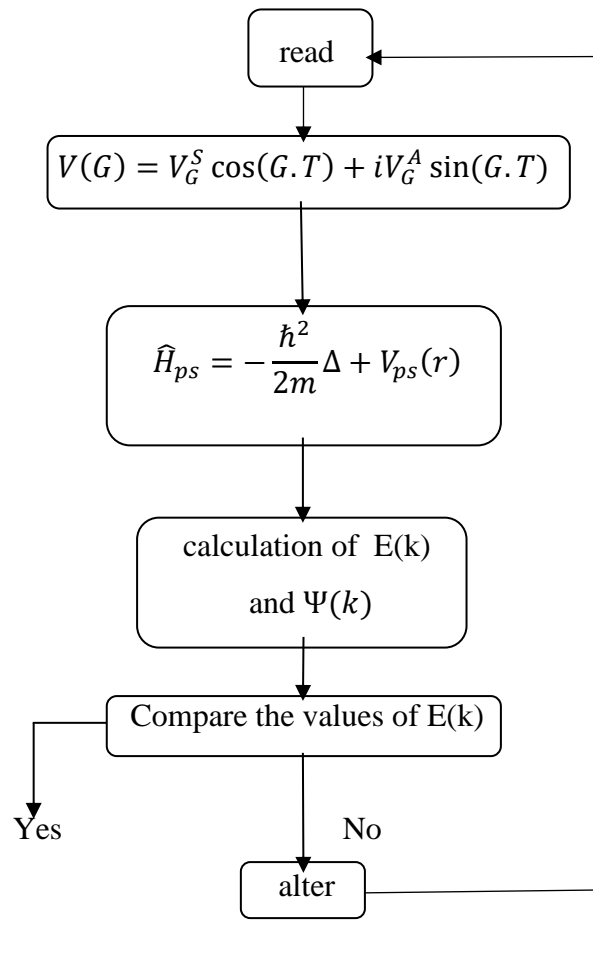 read
V(G) = V_G^S cos(G.T) + iV_G^A sin(G.T)
Ĥ_ps = −ℏ²/2m Δ + V_ps(r)
calculation of E(k)
and Ψ(k)
Compare the values of E(k)
Yes
No
alter